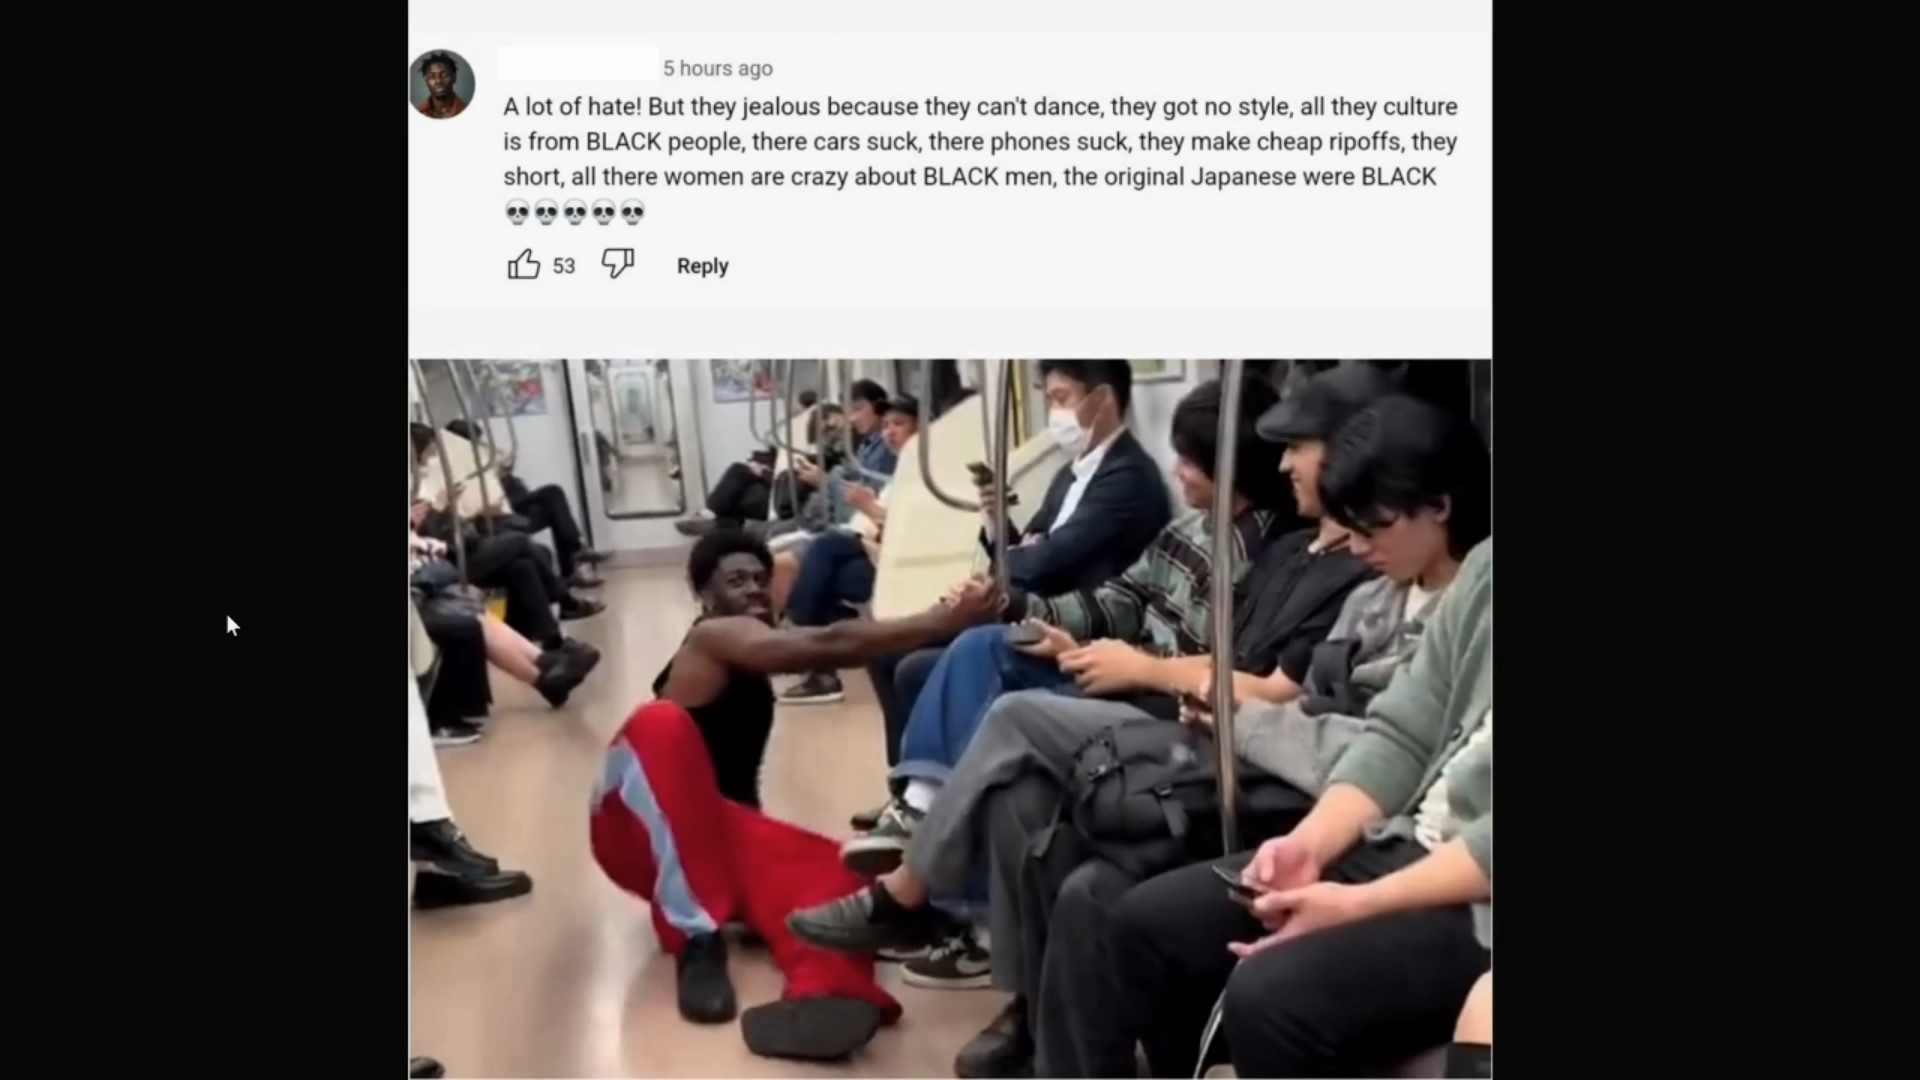 5 hours ago
A lot of hate! But they jealous because they can't dance, they got no style, all they culture
is from BLACK people, there cars suck, there phones suck, they make cheap ripoffs, they
short, all there women are crazy about BLACK men, the original Japanese were BLACK
💀💀💀💀💀
53
Reply